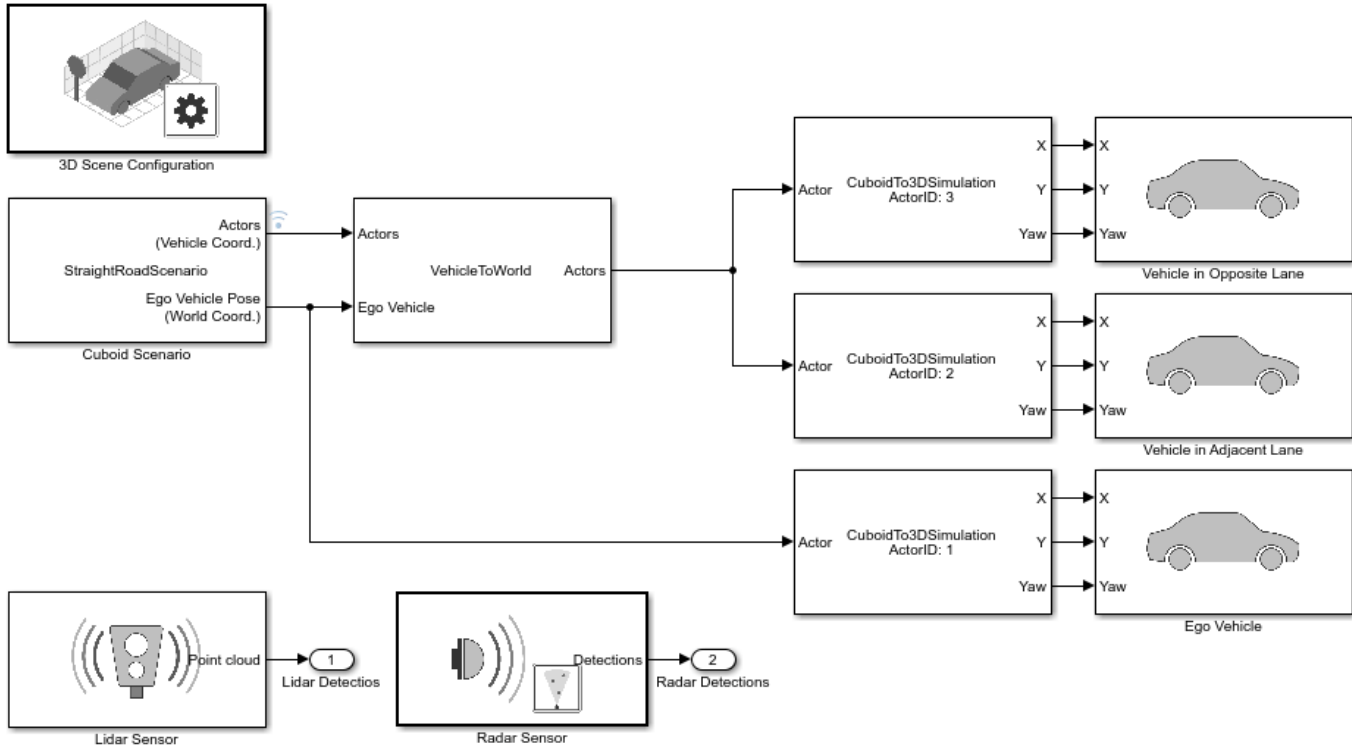 3D Scene Configuration
Actors
(Vehicle Coord.)
StraightRoadScenario
Ego Vehicle Pose
(World Coord.)
Cuboid Scenario
Actors
VehicleToWorld
Actors
Ego Vehicle
Actor
CuboidTo3DSimulation
ActorID: 3
X
Y
Yaw
X
Y
Yaw
Vehicle in Opposite Lane
Actor
CuboidTo3DSimulation
ActorID: 2
X
Y
Yaw
X
Y
Yaw
Vehicle in Adjacent Lane
Actor
CuboidTo3DSimulation
ActorID: 1
X
Y
Yaw
X
Y
Yaw
Ego Vehicle
Point cloud
1
Lidar Detectios
Lidar Sensor
Detections
2
Radar Detections
Radar Sensor